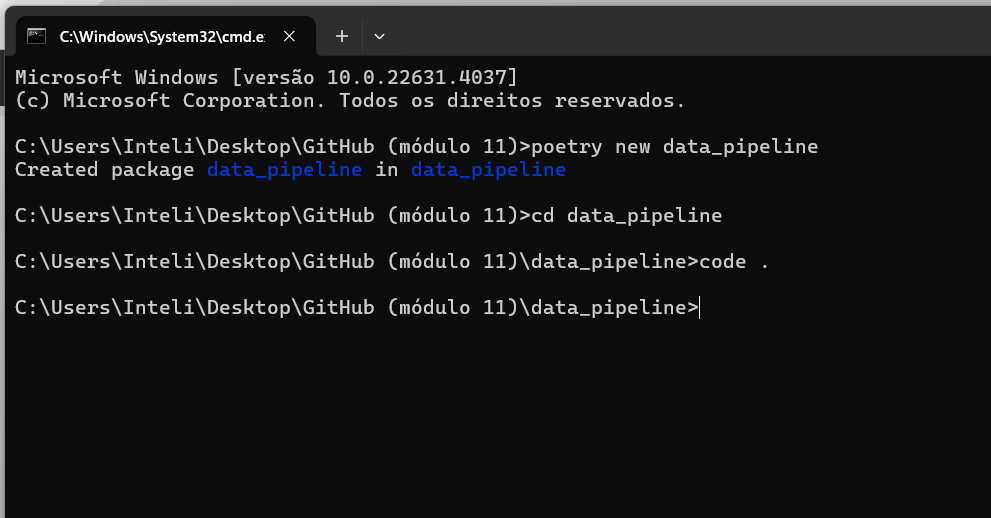 C:\Windows\System32\cmd.e
Microsoft Windows [versão 10.0.22631.4037]
(c) Microsoft Corporation. Todos os direitos reservados.
C:\Users\Inteli\Desktop\GitHub (módulo 11)>poetry new data_pipeline
Created package data_pipeline in data_pipeline
C:\Users\Inteli\Desktop\GitHub (módulo 11)>cd data_pipeline
C:\Users\Inteli\Desktop\GitHub (módulo 11)\data_pipeline>code .
C:\Users\Inteli\Desktop\GitHub (módulo 11)\data_pipeline>